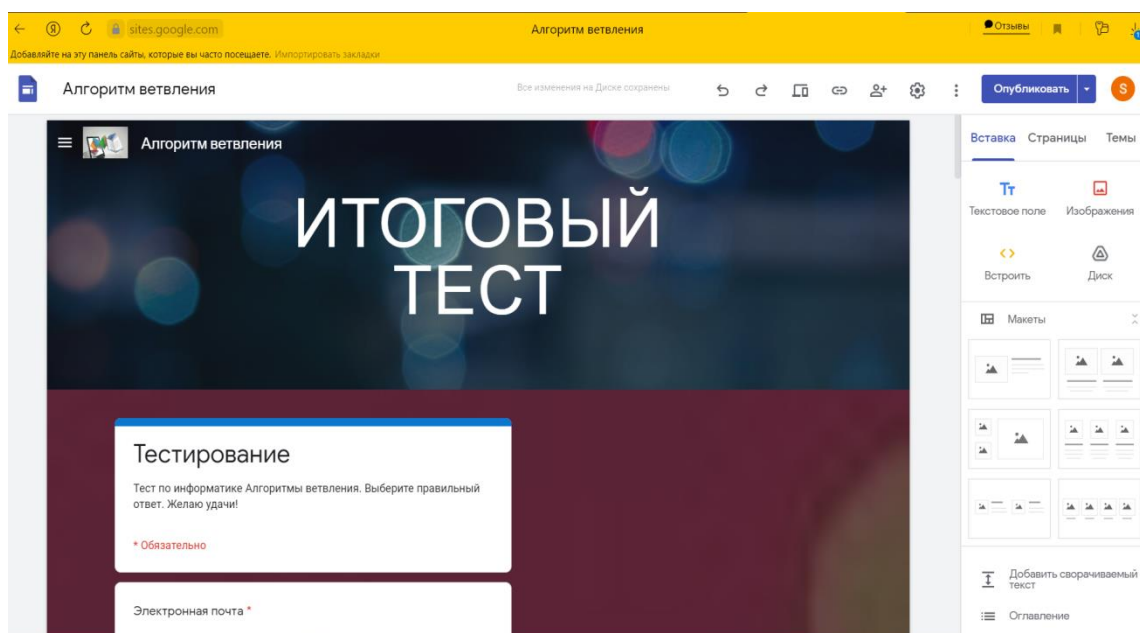 sites.google.com
Алгоритм ветвления
Отзывы
Добавляйте на эту панель сайты, которые вы часто посещаете. Импортировать закладки
Алгоритм ветвления
Все изменения на Диске сохранены
Опубликовать
S
Алгоритм ветвления
ИТОГОВЫЙ
ТЕСТ
Тестирование
Тест по информатике Алгоритмы ветвления. Выберите правильный
ответ. Желаю удачи!
* Обязательно
Электронная почта *
Вставка Страницы Темы
Tт
Текстовое поле Изображения
Встроить Диск
Макеты
Добавить сворачиваемый
текст
Оглавление